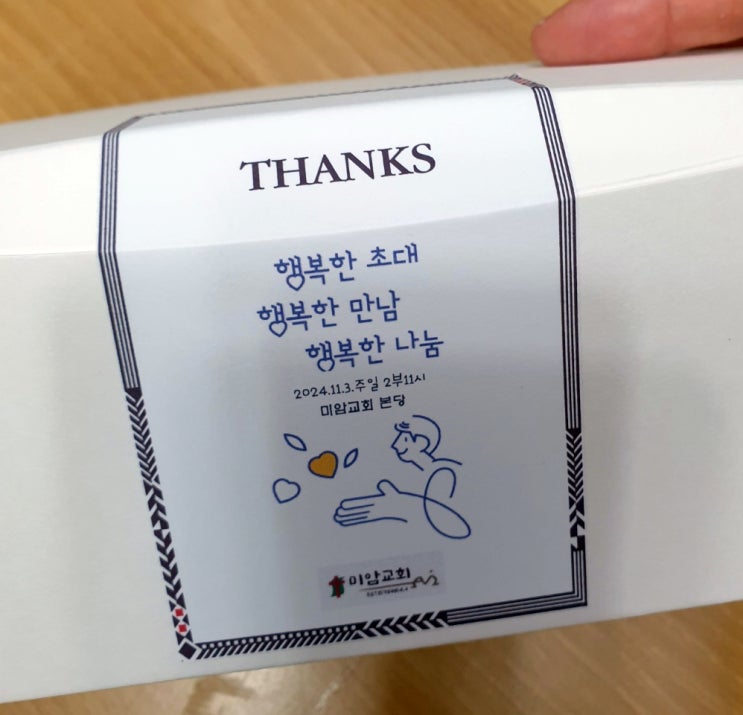 THANKS
행복한 초대
행복한 만남
행복한 나눔
2024.11.3.주일 2부11시
미암교회 본당
미암교회